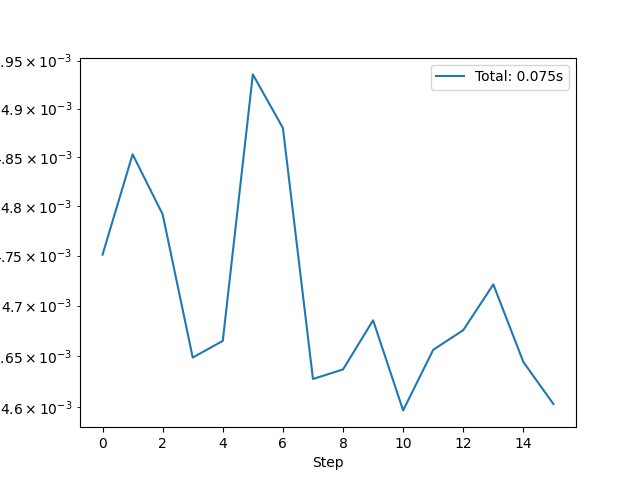 Total: 0.075s
.95 × 10⁻³
4.9 × 10⁻³
4.85 × 10⁻³
4.8 × 10⁻³
4.75 × 10⁻³
4.7 × 10⁻³
.65 × 10⁻³
4.6 × 10⁻³
0 2 4 6 8 10 12 14
Step